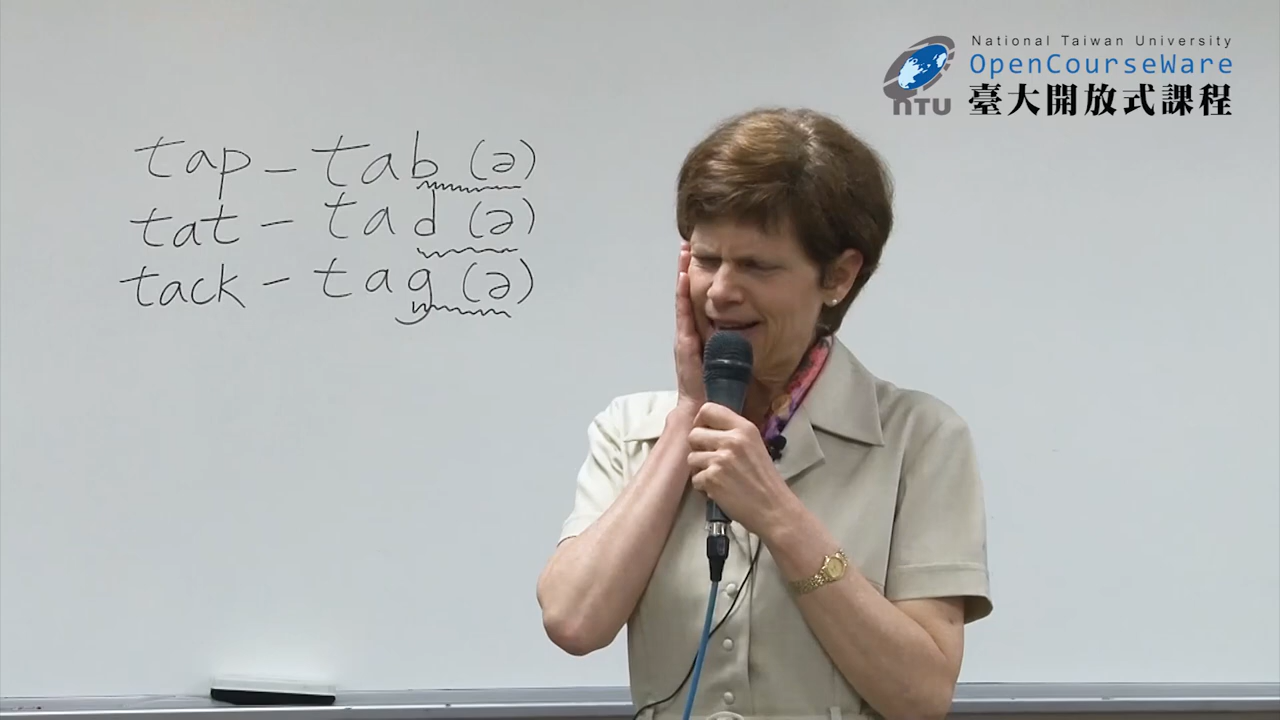 National Taiwan University
OpenCourseWare
NTU
臺大開放式課程
tap – tab (ə)
tat – tad (ə)
tack – tag (ə)